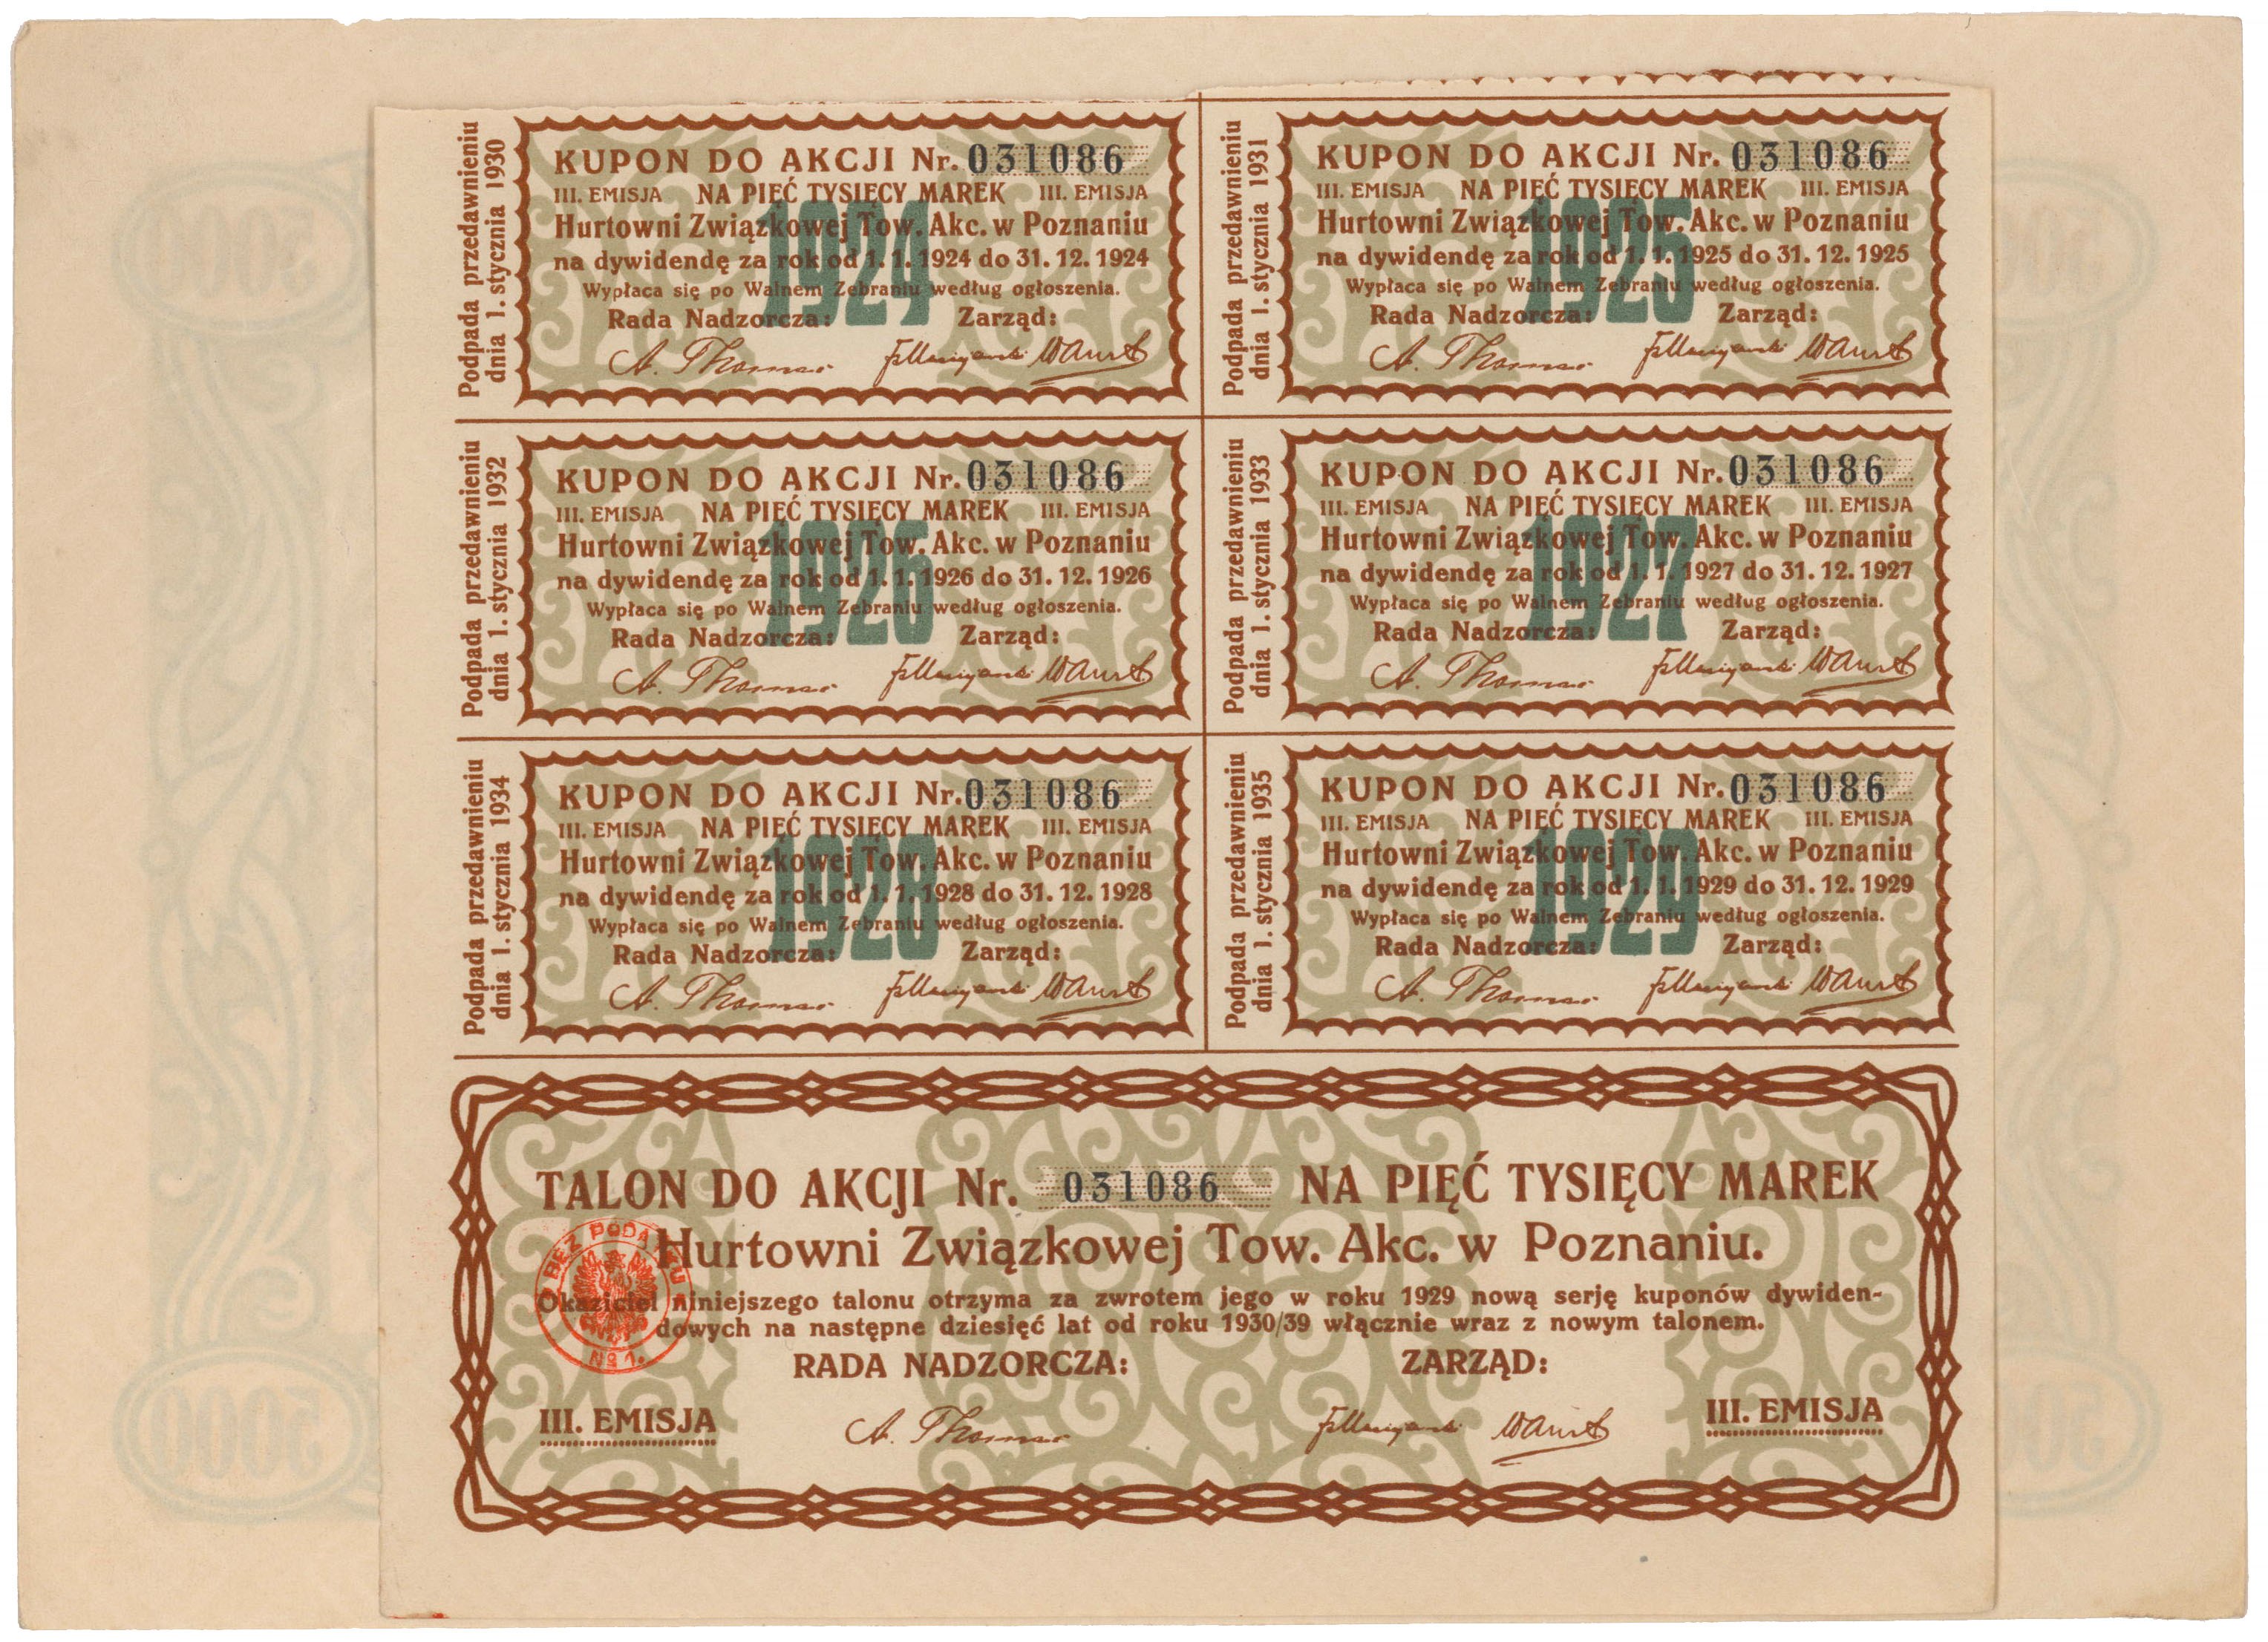 Podpada przedawnieniu
dnia 1. stycznia 1930
KUPON DO AKCJI Nr. 031086
III. EMISJA NA PIĘĆ TYSIĘCY MAREK III. EMISJA
1924
Hurtowni Związkowej Tow. Akc. w Poznaniu
na dywidendę za rok od 1. 1. 1924 do 31. 12. 1924
Wypłaca się po Walnem Zebraniu według ogłoszenia.
Rada Nadzorcza: Zarząd:
Podpada przedawnieniu
dnia 1. stycznia 1931
KUPON DO AKCJI Nr. 031086
III. EMISJA NA PIĘĆ TYSIĘCY MAREK III. EMISJA
1925
Hurtowni Związkowej Tow. Akc. w Poznaniu
na dywidendę za rok od 1. 1. 1925 do 31. 12. 1925
Wypłaca się po Walnem Zebraniu według ogłoszenia.
Rada Nadzorcza: Zarząd:
Podpada przedawnieniu
dnia 1. stycznia 1932
KUPON DO AKCJI Nr. 031086
III. EMISJA NA PIĘĆ TYSIĘCY MAREK III. EMISJA
1926
Hurtowni Związkowej Tow. Akc. w Poznaniu
na dywidendę za rok od 1. 1. 1926 do 31. 12. 1926
Wypłaca się po Walnem Zebraniu według ogłoszenia.
Rada Nadzorcza: Zarząd:
Podpada przedawnieniu
dnia 1. stycznia 1933
KUPON DO AKCJI Nr. 031086
III. EMISJA NA PIĘĆ TYSIĘCY MAREK III. EMISJA
1927
Hurtowni Związkowej Tow. Akc. w Poznaniu
na dywidendę za rok od 1. 1. 1927 do 31. 12. 1927
Wypłaca się po Walnem Zebraniu według ogłoszenia.
Rada Nadzorcza: Zarząd:
Podpada przedawnieniu
dnia 1. stycznia 1934
KUPON DO AKCJI Nr. 031086
III. EMISJA NA PIĘĆ TYSIĘCY MAREK III. EMISJA
1928
Hurtowni Związkowej Tow. Akc. w Poznaniu
na dywidendę za rok od 1. 1. 1928 do 31. 12. 1928
Wypłaca się po Walnem Zebraniu według ogłoszenia.
Rada Nadzorcza: Zarząd:
Podpada przedawnieniu
dnia 1. stycznia 1935
KUPON DO AKCJI Nr. 031086
III. EMISJA NA PIĘĆ TYSIĘCY MAREK III. EMISJA
1929
Hurtowni Związkowej Tow. Akc. w Poznaniu
na dywidendę za rok od 1. 1. 1929 do 31. 12. 1929
Wypłaca się po Walnem Zebraniu według ogłoszenia.
Rada Nadzorcza: Zarząd:
TALON DO AKCJI Nr. 031086 NA PIĘĆ TYSIĘCY MAREK
Hurtowni Związkowej Tow. Akc. w Poznaniu.
Okaziciel niniejszego talonu otrzyma za zwrotem jego w roku 1929 nową serję kuponów dywiden-
dowych na następne dziesięć lat od roku 1930/39 włącznie wraz z nowym talonem.
RADA NADZORCZA: ZARZĄD:
III. EMISJA III. EMISJA
BEZ PODATKU
№ 1.